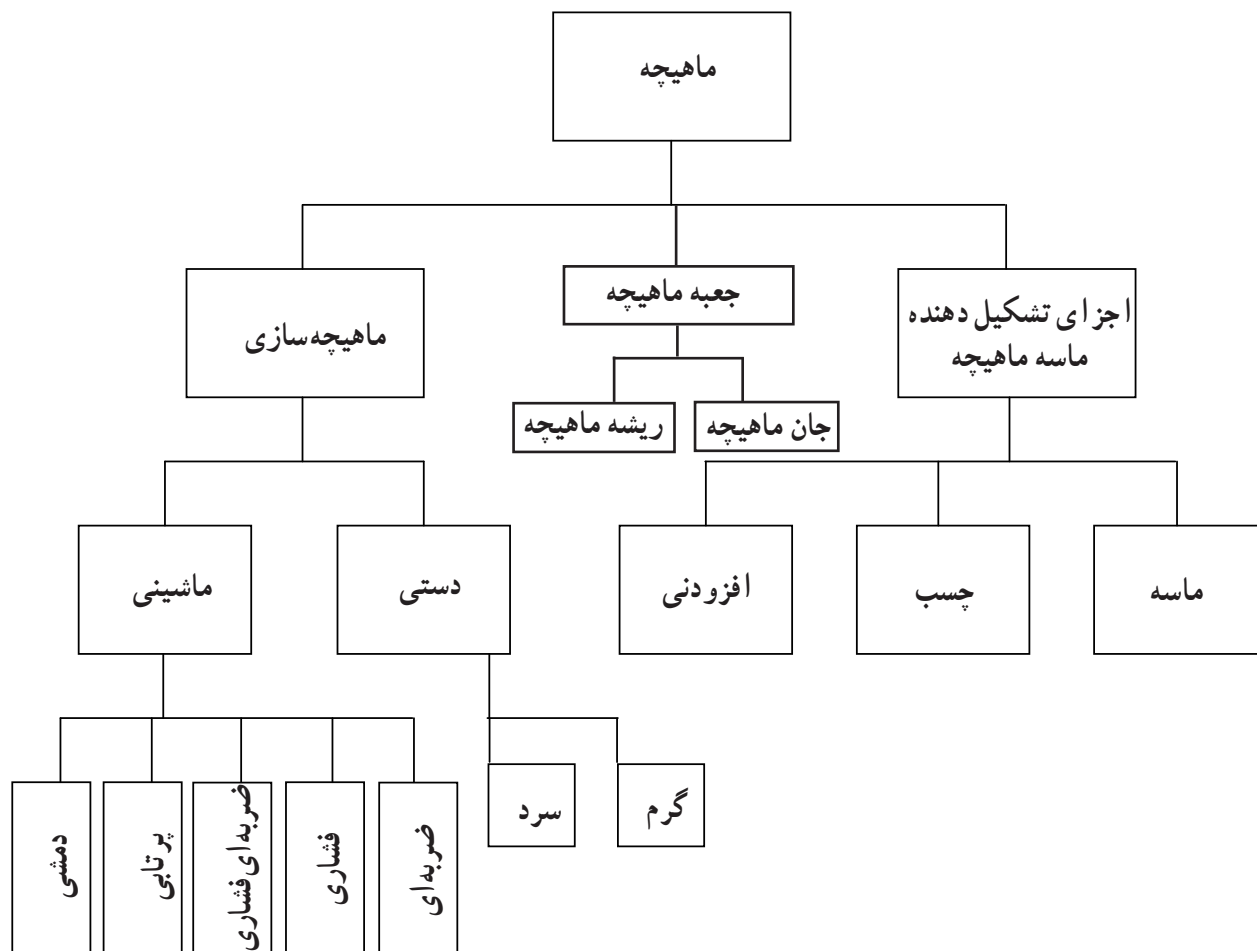 ماهیچه
اجزای تشکیل دهنده
ماسه ماهیچه
جعبه ماهیچه
ماهیچه‌سازی
جان ماهیچه
ریشه ماهیچه
ماسه
چسب
افزودنی
دستی
ماشینی
گرم
سرد
ضربه‌ای
فشاری
ضربه‌ای فشاری
پرتابی
دمشی